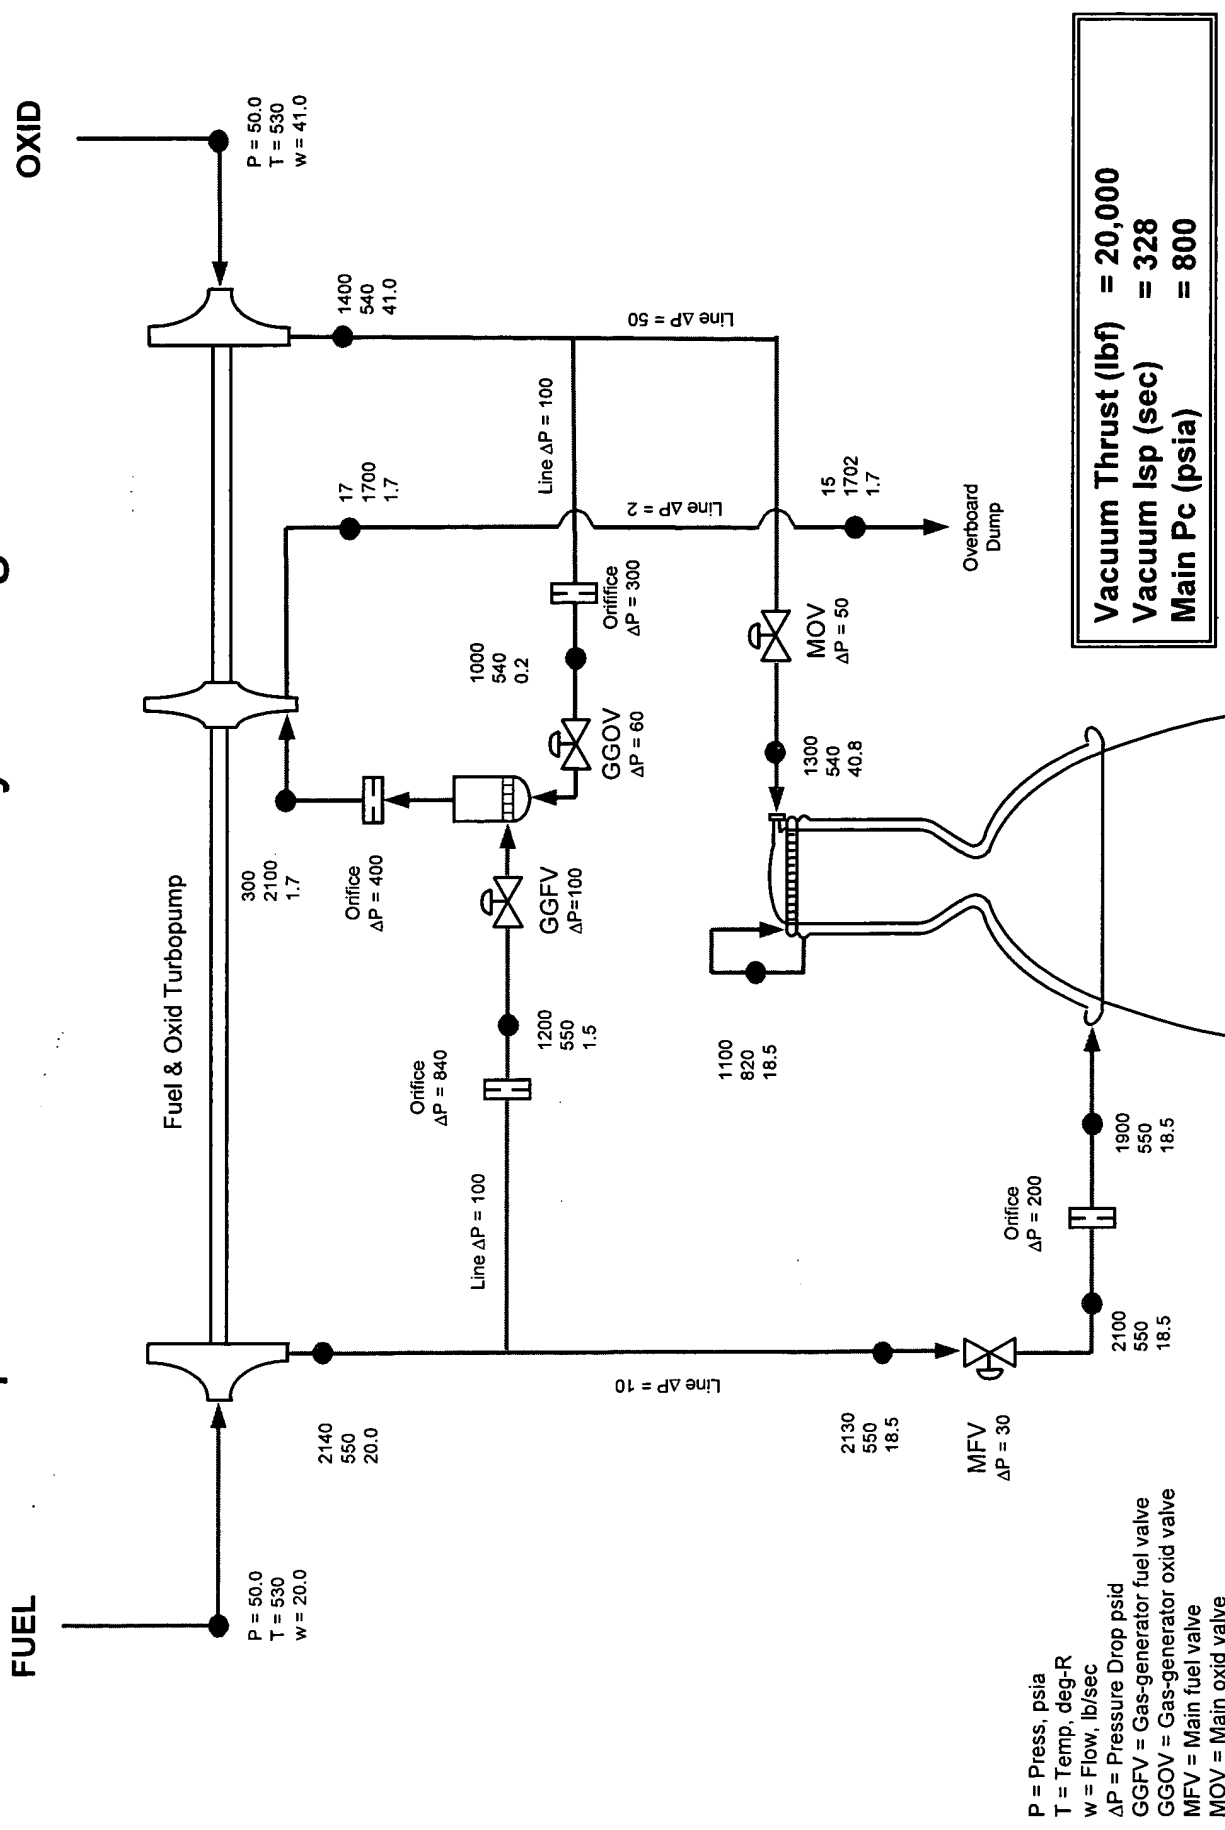 FUEL
OXID
P = 50.0
T = 530
w = 20.0
Fuel & Oxid Turbopump
P = 50.0
T = 530
w = 41.0
2140
550
20.0
300
2100
1.7
17
1700
1.7
1400
540
41.0
Orifice
ΔP = 400
Orifice
ΔP = 840
Line ΔP = 100
1200
550
1.5
GGFV
ΔP=100
1000
540
0.2
Line ΔP = 100
GGOV
ΔP = 60
Orififice
ΔP = 300
Line ΔP = 10
Line ΔP = 2
Line ΔP = 50
1100
820
18.5
1300
540
40.8
MOV
ΔP = 50
15
1702
1.7
2130
550
18.5
MFV
ΔP = 30
Orifice
ΔP = 200
Overboard
Dump
2100
550
18.5
1900
550
18.5
P = Press, psia
T = Temp, deg-R
w = Flow, lb/sec
ΔP = Pressure Drop psid
GGFV = Gas-generator fuel valve
GGOV = Gas-generator oxid valve
MFV = Main fuel valve
MOV = Main oxid valve
Vacuum Thrust (lbf) = 20,000
Vacuum Isp (sec) = 328
Main Pc (psia) = 800